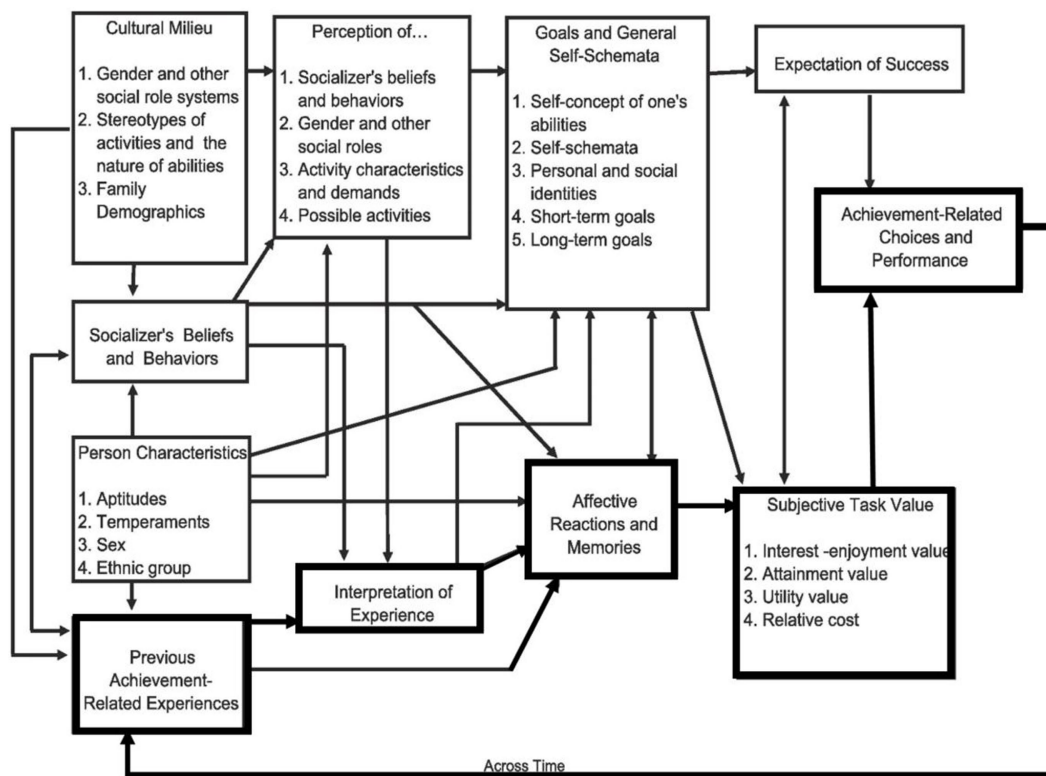 Cultural Milieu
1. Gender and other
social role systems
2. Stereotypes of
activities and the
nature of abilities
3. Family
Demographics
Perception of...
1. Socializer's beliefs
and behaviors
2. Gender and other
social roles
3. Activity characteristics
and demands
4. Possible activities
Goals and General
Self-Schemata
1. Self-concept of one's
abilities
2. Self-schemata
3. Personal and social
identities
4. Short-term goals
5. Long-term goals
Expectation of Success
Achievement-Related
Choices and
Performance
Socializer's Beliefs
and Behaviors
Person Characteristics
1. Aptitudes
2. Temperaments
3. Sex
4. Ethnic group
Previous
Achievement-
Related Experiences
Interpretation of
Experience
Affective
Reactions and
Memories
Subjective Task Value
1. Interest -enjoyment value
2. Attainment value
3. Utility value
4. Relative cost
Across Time